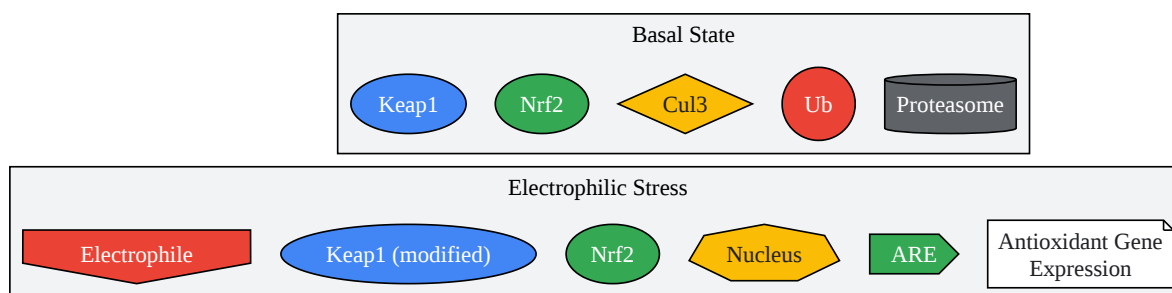 Basal State
Keap1
Nrf2
Cul3
Ub
Proteasome
Electrophilic Stress
Electrophile
Keap1 (modified)
Nrf2
Nucleus
ARE
Antioxidant Gene
Expression